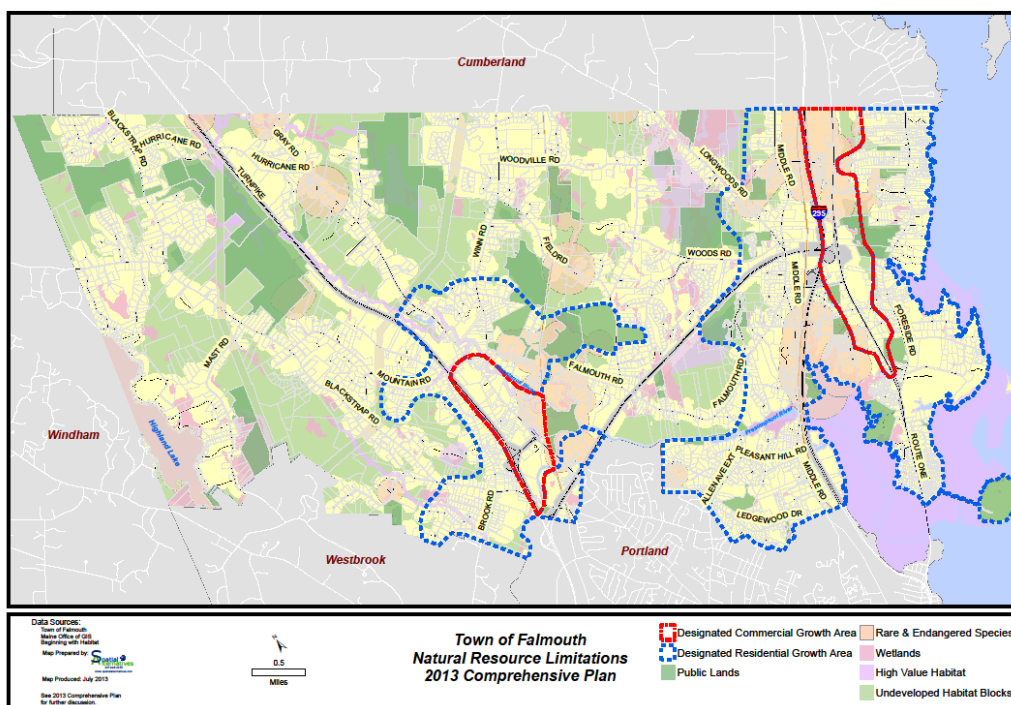 Cumberland
BLACKSTRAP RD
HURRICANE RD
GRAY RD
HURRICANE RD
TURNPIKE
WOODVILLE RD
LONGWOODS RD
MIDDLE RD
295
WINN RD
FIELDRD
WOODS RD
MIDDLE RD
FORESIDE RD
MAST RD
MOUNTAIN RD
BLACKSTRAP RD
FALMOUTH RD
FALMOUTH RD
Windham
Highland Lake
Presumpscot River
PLEASANT HILL RD
ROUTE ONE
ALLEN AVE EXT
MIDDLE RD
BROOK RD
LEDGEWOOD DR
Westbrook
Portland
Data Sources:
Town of Falmouth
Maine Office of GIS
Beginning with Habitat
Map Prepared by:
Spatial
Alternatives
Map Produced: July 2013
See 2013 Comprehensive Plan
for further discussion.
N
0.5
Miles
Town of Falmouth
Natural Resource Limitations
2013 Comprehensive Plan
Designated Commercial Growth Area
Designated Residential Growth Area
Public Lands
Rare & Endangered Species
Wetlands
High Value Habitat
Undeveloped Habitat Blocks